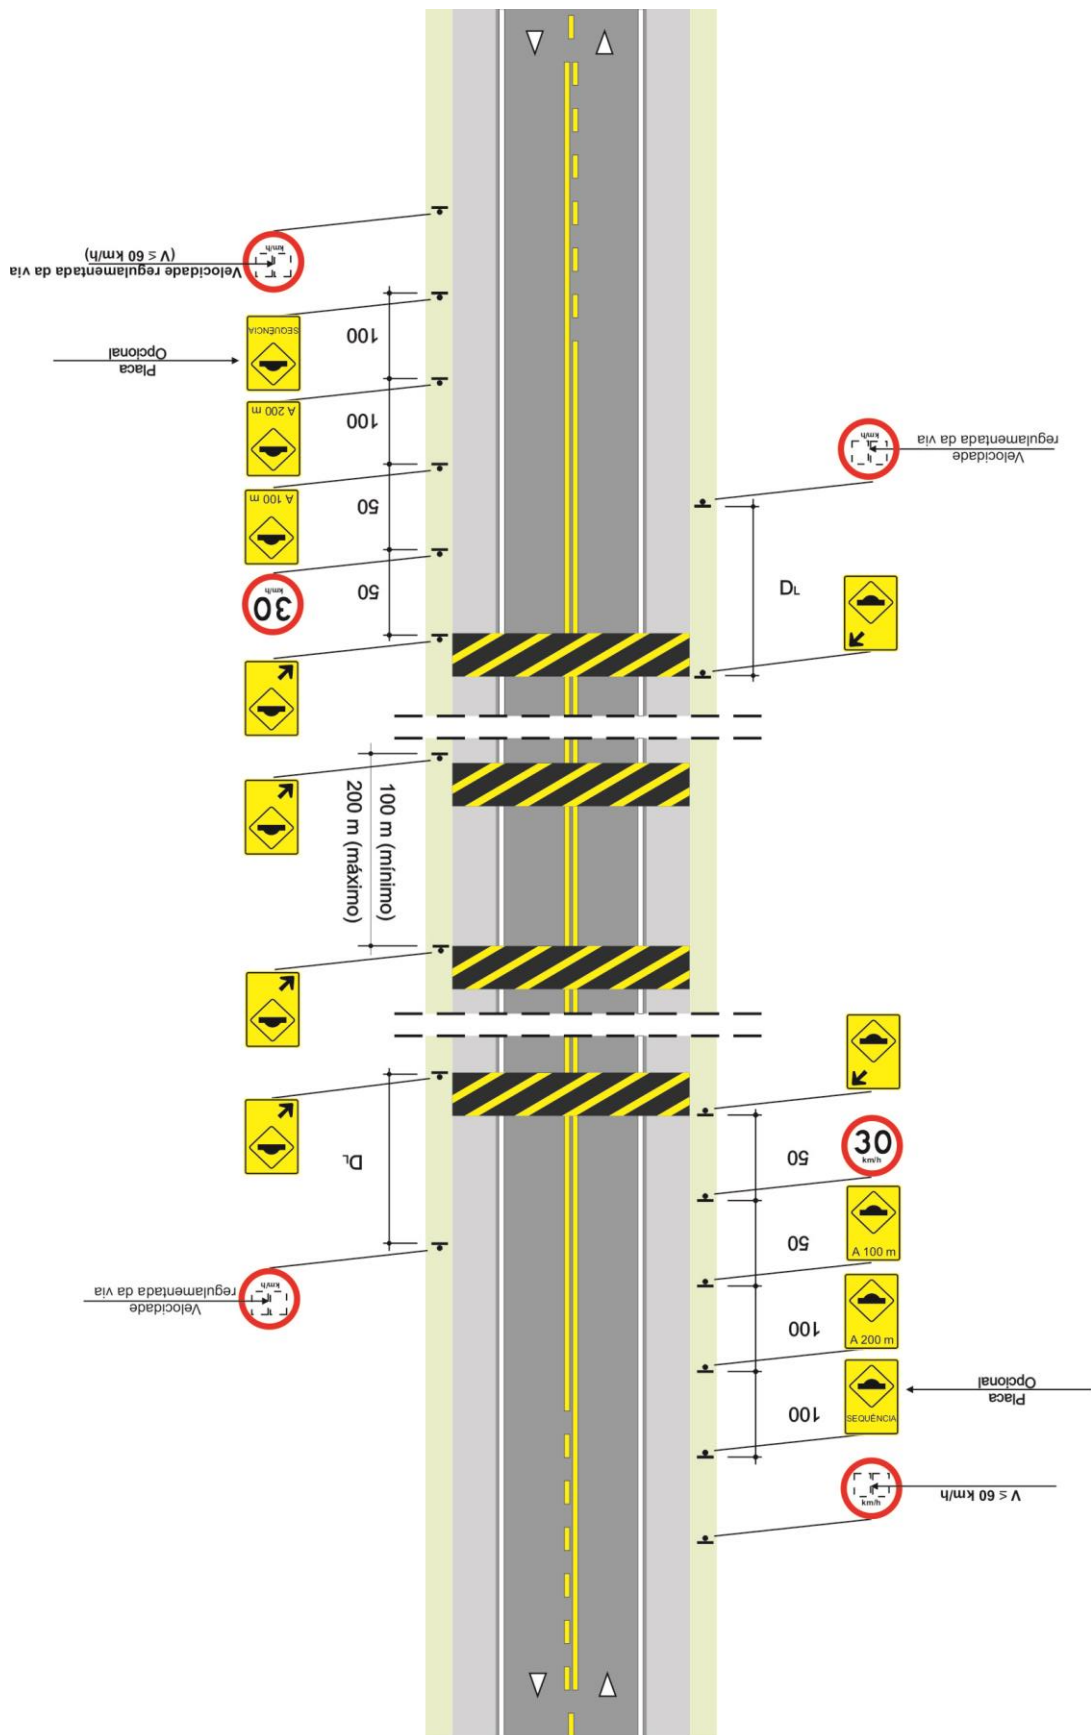 km/h
Velocidade regulamentada da via
(V ≤ 60 km/h)
SEQUÊNCIA
Placa
Opcional
100
A 200 m
100
A 100 m
50
30
km/h
50
km/h
Velocidade
regulamentada da via
DL
100 m (mínimo)
200 m (máximo)
DL
km/h
Velocidade
regulamentada da via
50
30
km/h
50
A 100 m
100
A 200 m
100
SEQUÊNCIA
Placa
Opcional
km/h
V ≤ 60 km/h